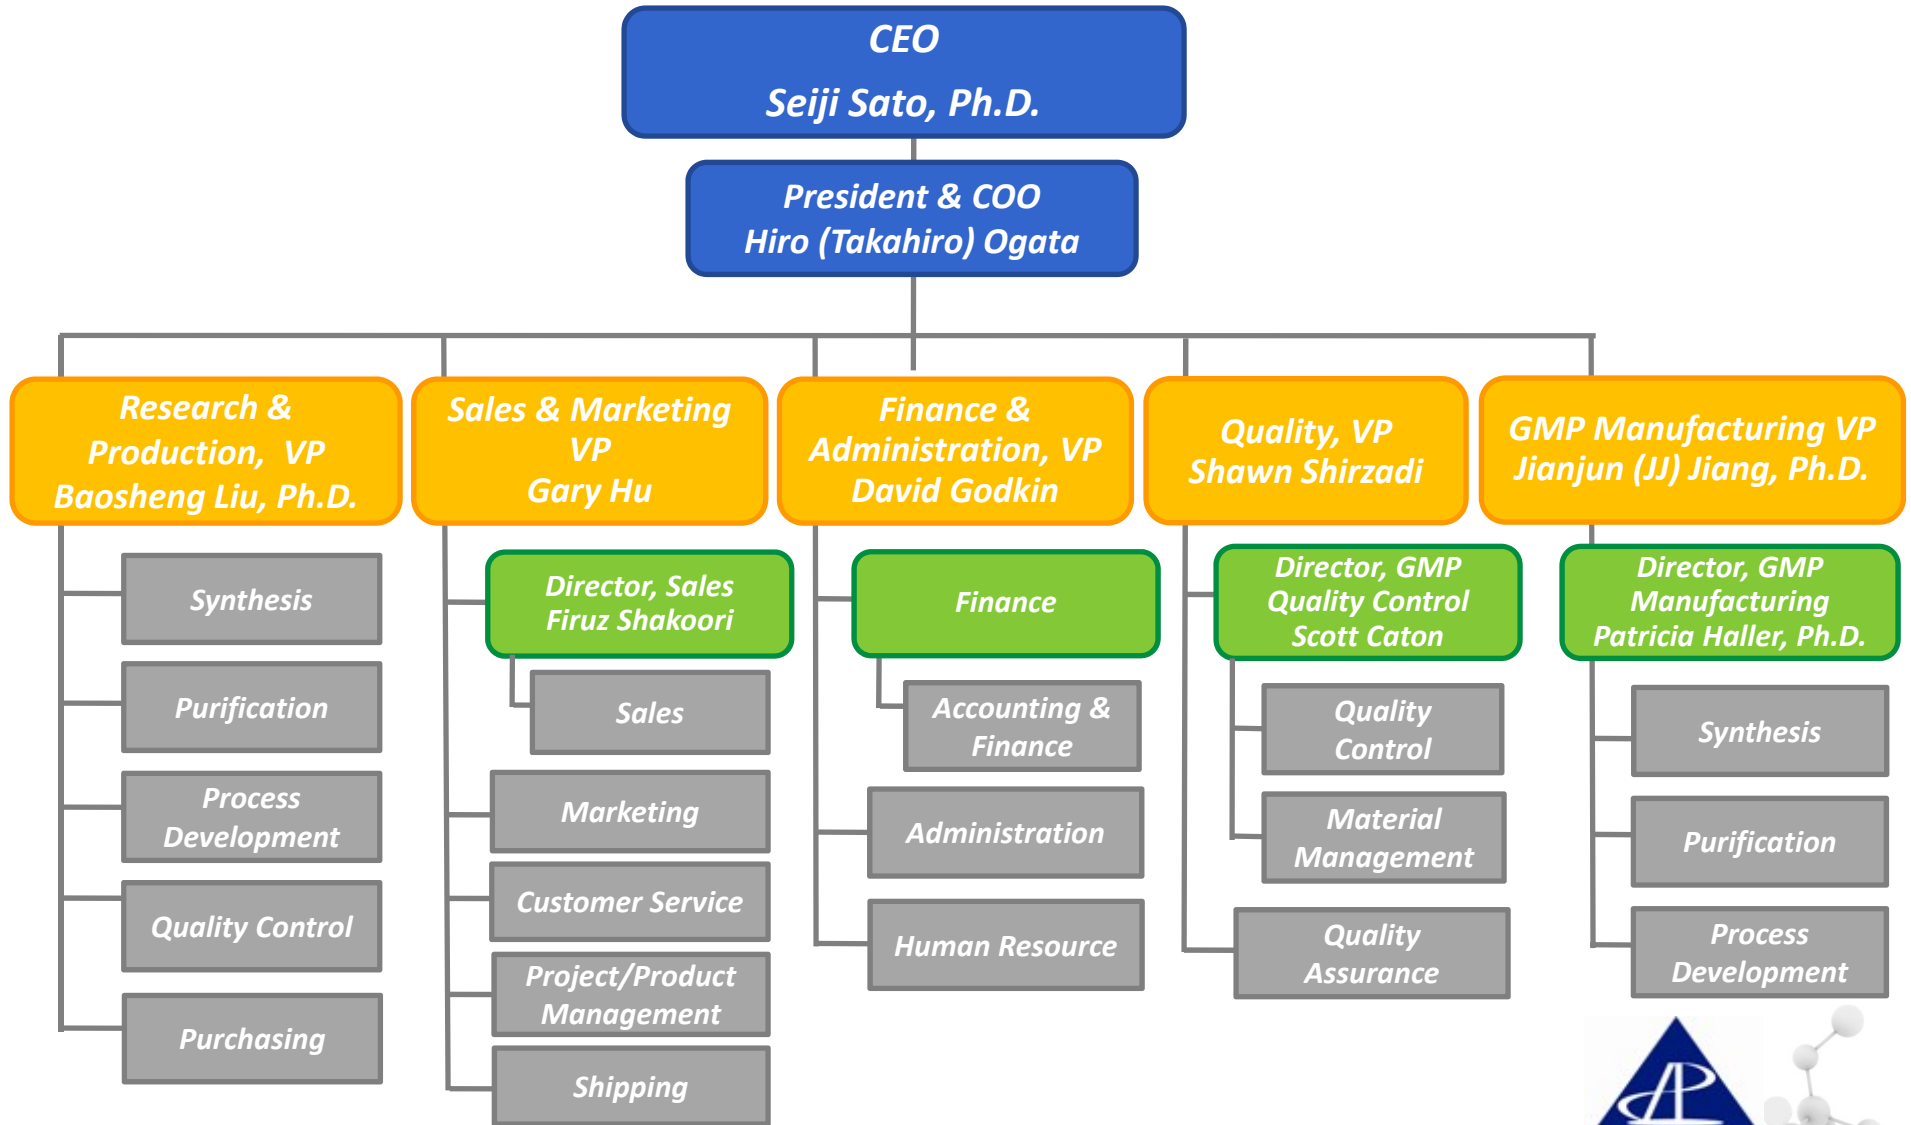 CEO
Seiji Sato, Ph.D.
President & COO
Hiro (Takahiro) Ogata
Research &
Production, VP
Baosheng Liu, Ph.D.
Synthesis
Purification
Process
Development
Quality Control
Purchasing
Sales & Marketing
VP
Gary Hu
Director, Sales
Firuz Shakoori
Sales
Marketing
Customer Service
Project/Product
Management
Shipping
Finance &
Administration, VP
David Godkin
Finance
Accounting &
Finance
Administration
Human Resource
Quality, VP
Shawn Shirzadi
Director, GMP
Quality Control
Scott Caton
Quality
Control
Material
Management
Quality
Assurance
GMP Manufacturing VP
Jianjun (JJ) Jiang, Ph.D.
Director, GMP
Manufacturing
Patricia Haller, Ph.D.
Synthesis
Purification
Process
Development